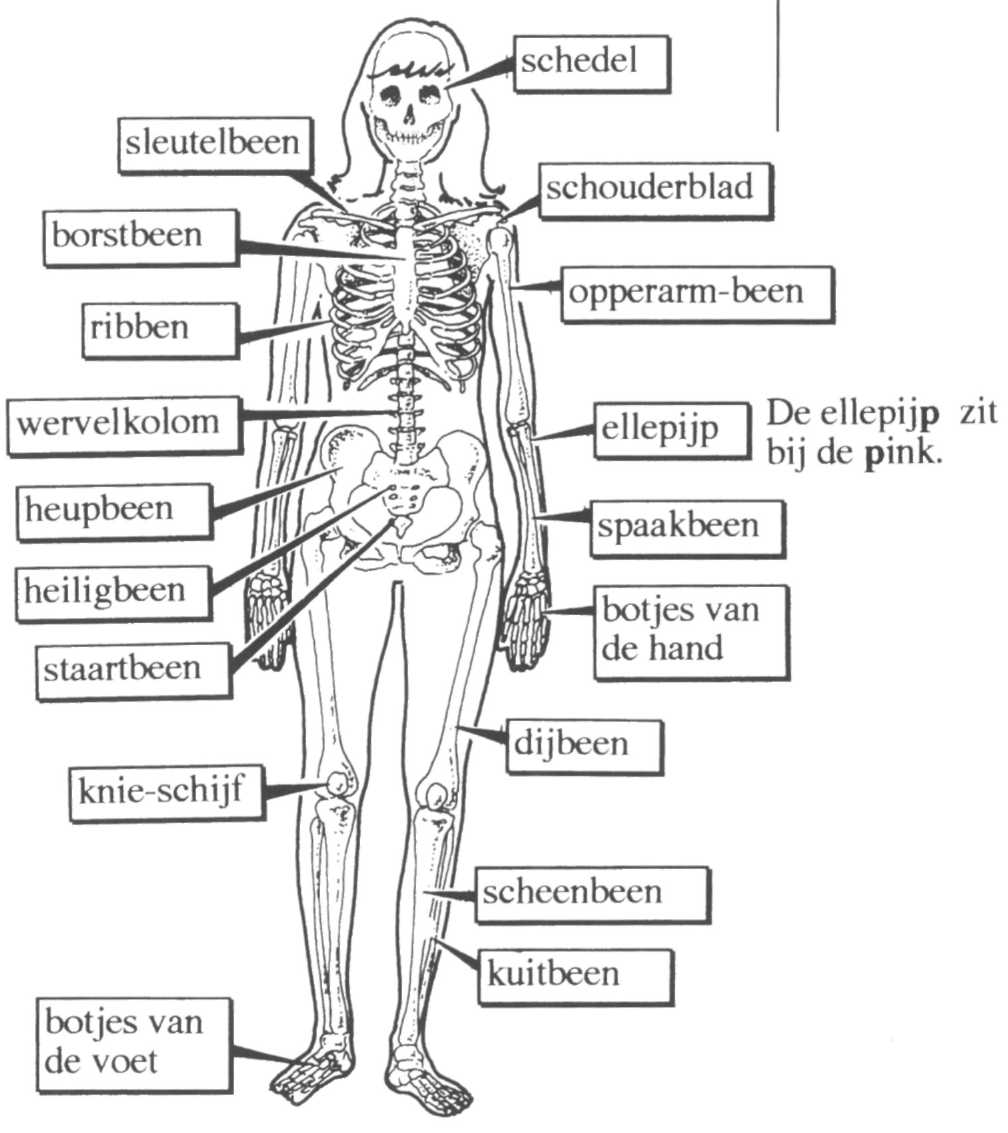 schedel
sleutelbeen
schouderblad
borstbeen
opperarm-been
ribben
wervelkolom
ellepijp
De ellepijp zit
bij de pink.
heupbeen
spaakbeen
heiligbeen
botjes van
de hand
staartbeen
dijbeen
knie-schijf
scheenbeen
kuitbeen
botjes van
de voet